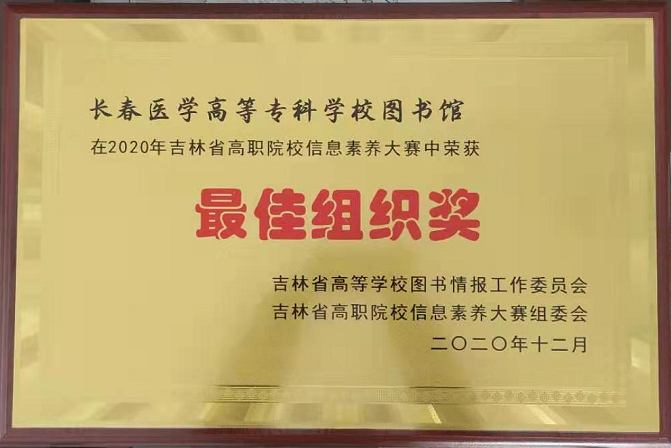 长春医学高等专科学校图书馆
在2020年吉林省高职院校信息素养大赛中荣获
最佳组织奖
吉林省高等学校图书情报工作委员会
吉林省高职院校信息素养大赛组委会
二〇二〇年十二月